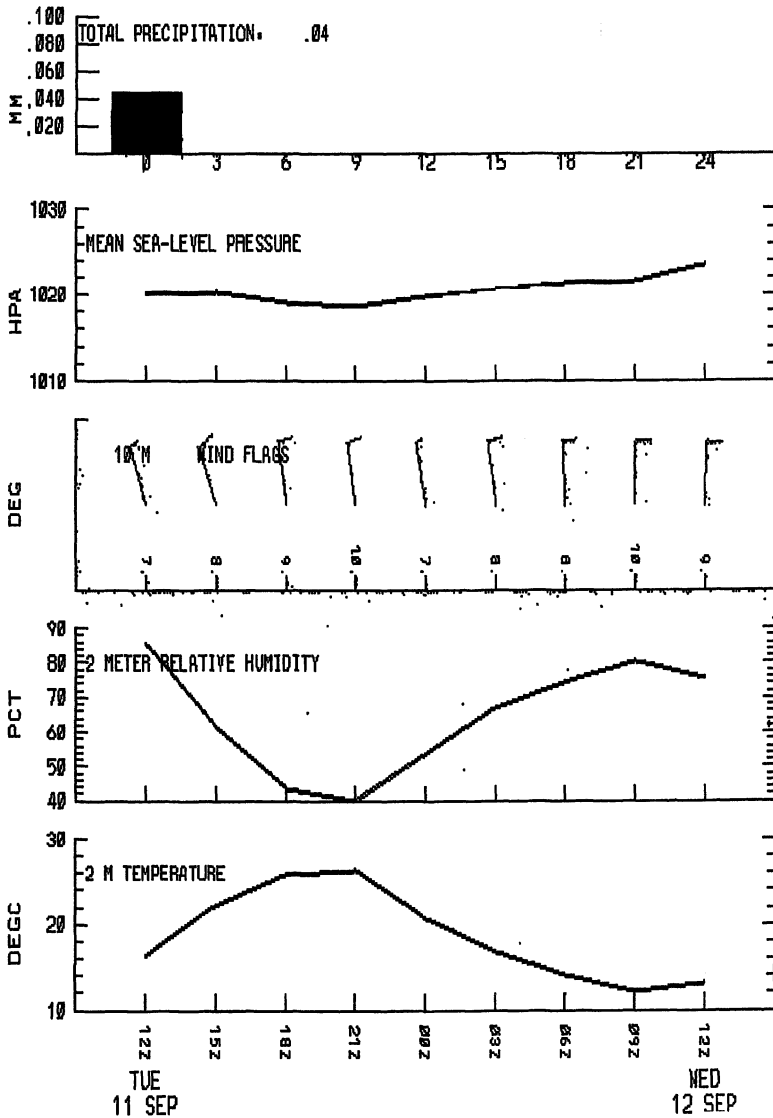 .100
TOTAL PRECIPITATION: .04
.080
.060
.040
.020
MM
0 3 6 9 12 15 18 21 24
1030
MEAN SEA-LEVEL PRESSURE
1020
HPA
1010
10 M WIND FLAGS
DEG
7. 8. 9. 10. 7. 8. 8. 10. 9.
90
2 METER RELATIVE HUMIDITY
80
70
PCT
60
50
40
30
2 M TEMPERATURE
20
DEGC
10
12Z 15Z 18Z 21Z 00Z 03Z 06Z 09Z 12Z
TUE WED
11 SEP 12 SEP